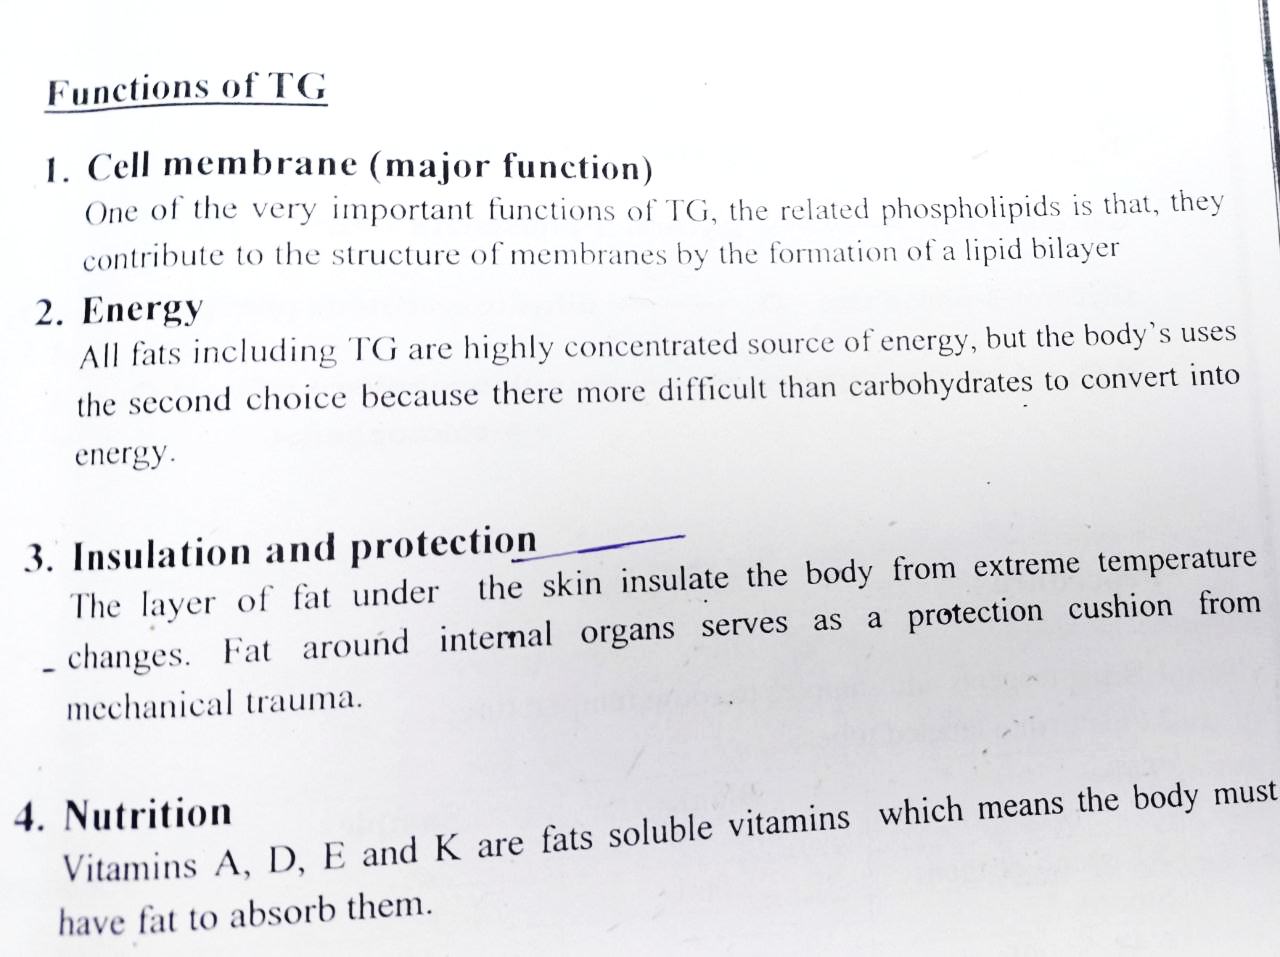 Functions of TG
1. Cell membrane (major function)
One of the very important functions of TG, the related phospholipids is that, they
contribute to the structure of membranes by the formation of a lipid bilayer
2. Energy
All fats including TG are highly concentrated source of energy, but the body's uses
the second choice because there more difficult than carbohydrates to convert into
energy.
3. Insulation and protection
The layer of fat under the skin insulate the body from extreme temperature
changes. Fat around internal organs serves as a protection cushion from
mechanical trauma.
4. Nutrition
Vitamins A, D, E and K are fats soluble vitamins which means the body must
have fat to absorb them.